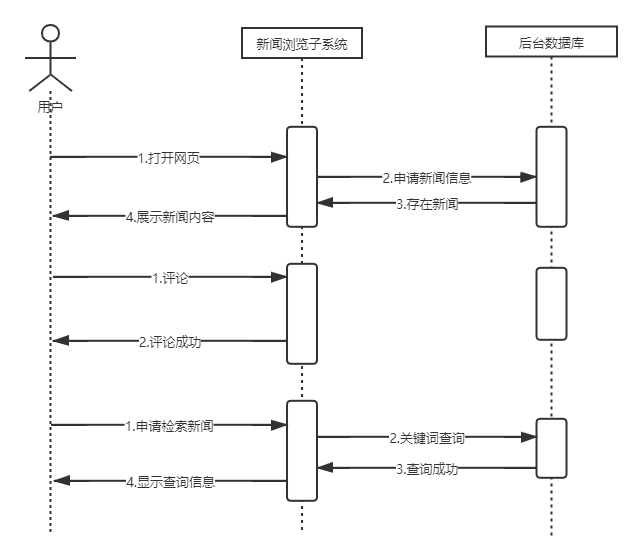 新闻浏览子系统
后台数据库
用户
1.打开网页
2.申请新闻信息
3.存在新闻
4.展示新闻内容
1.评论
2.评论成功
1.申请检索新闻
2.关键词查询
3.查询成功
4.显示查询信息